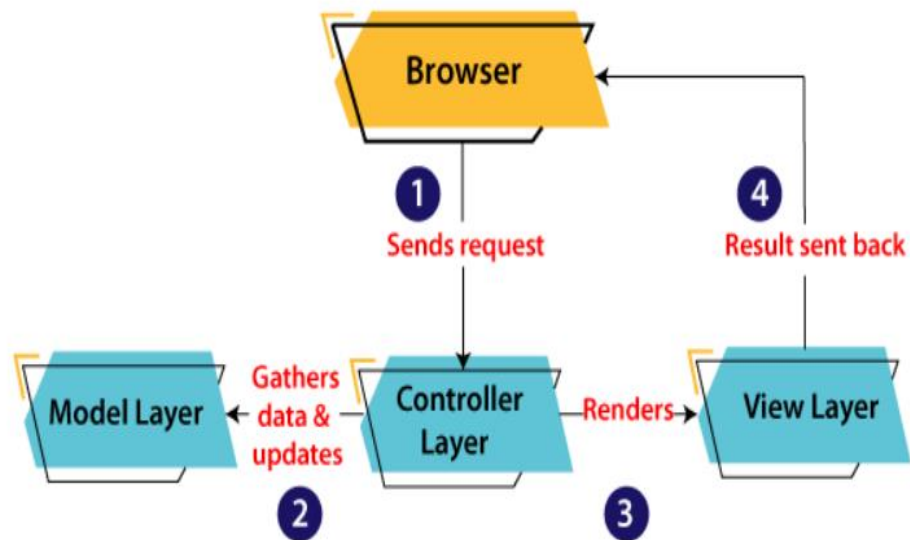 Browser
1
Sends request
4
Result sent back
Model Layer
Gathers
data &
updates
2
Controller
Layer
Renders
3
View Layer